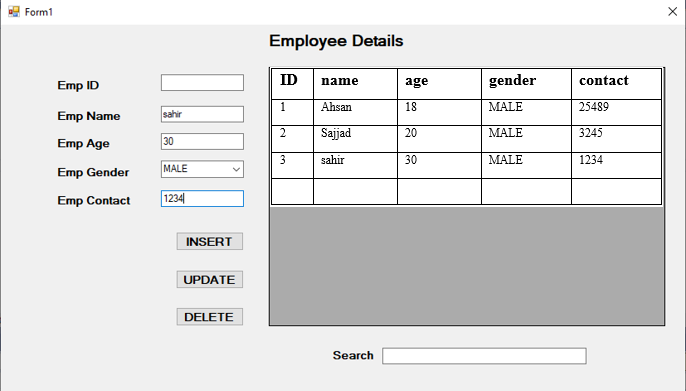 Form1
Employee Details
Emp ID
Emp Name sahir
Emp Age 30
Emp Gender MALE
Emp Contact 1234
INSERT
UPDATE
DELETE
ID name age gender contact
1 Ahsan 18 MALE 25489
2 Sajjad 20 MALE 3245
3 sahir 30 MALE 1234
Search